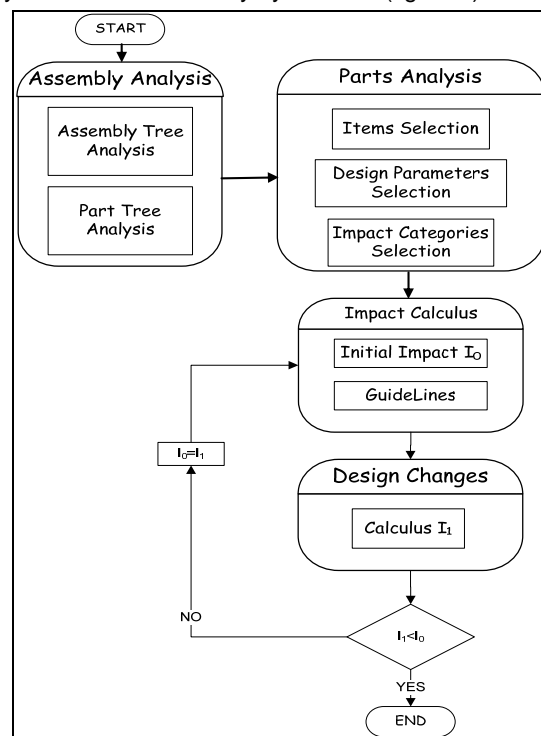 START
Assembly Analysis
Assembly Tree
Analysis
Part Tree
Analysis
Parts Analysis
Items Selection
Design Parameters
Selection
Impact Categories
Selection
Impact Calculus
Initial Impact I₀
GuideLines
I₀=I₁
Design Changes
Calculus I₁
I₁<I₀
NO
YES
END